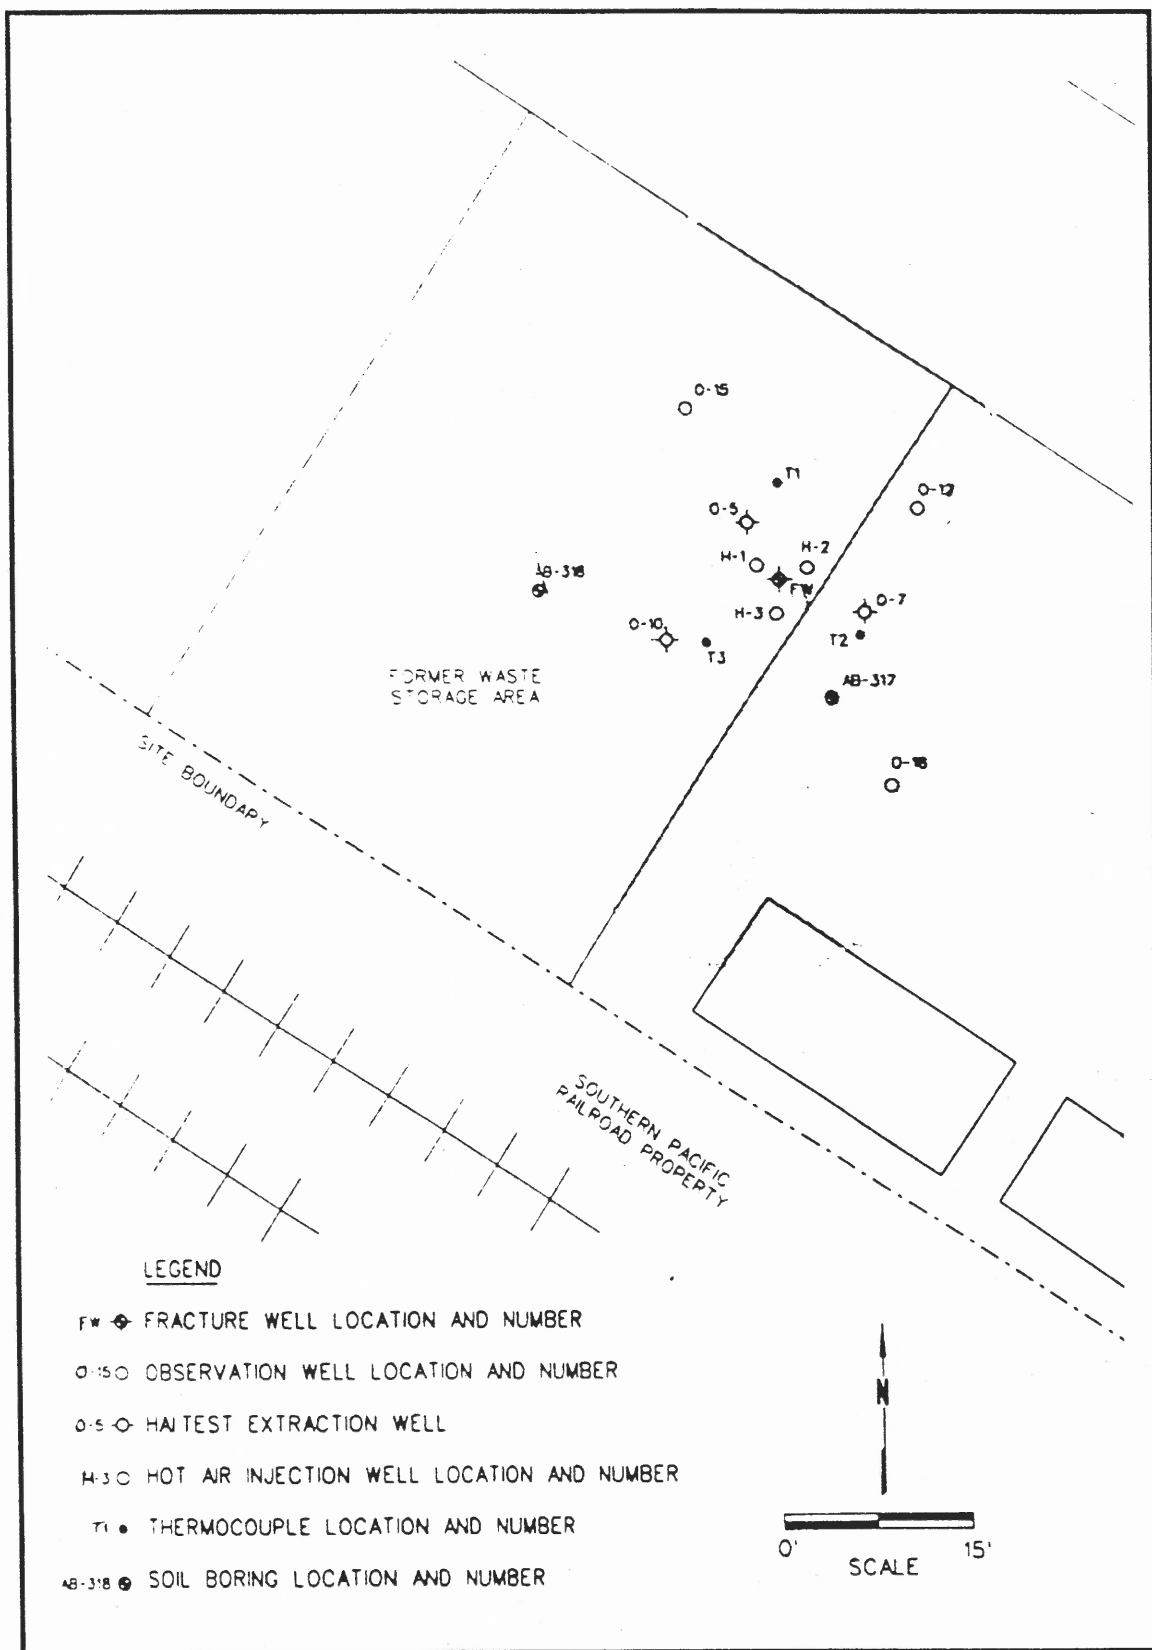 O-15
T1
O-12
O-5
H-1
H-2
AB-318
FW
O-7
H-3
O-10
T2
T3
AB-317
FORMER WASTE
STORAGE AREA
O-18
SITE BOUNDARY
SOUTHERN PACIFIC
RAILROAD PROPERTY
LEGEND
FW FRACTURE WELL LOCATION AND NUMBER
O-15 OBSERVATION WELL LOCATION AND NUMBER
O-5 HAI TEST EXTRACTION WELL
H-3 HOT AIR INJECTION WELL LOCATION AND NUMBER
T1 THERMOCOUPLE LOCATION AND NUMBER
AB-318 SOIL BORING LOCATION AND NUMBER
N
0' 15'
SCALE